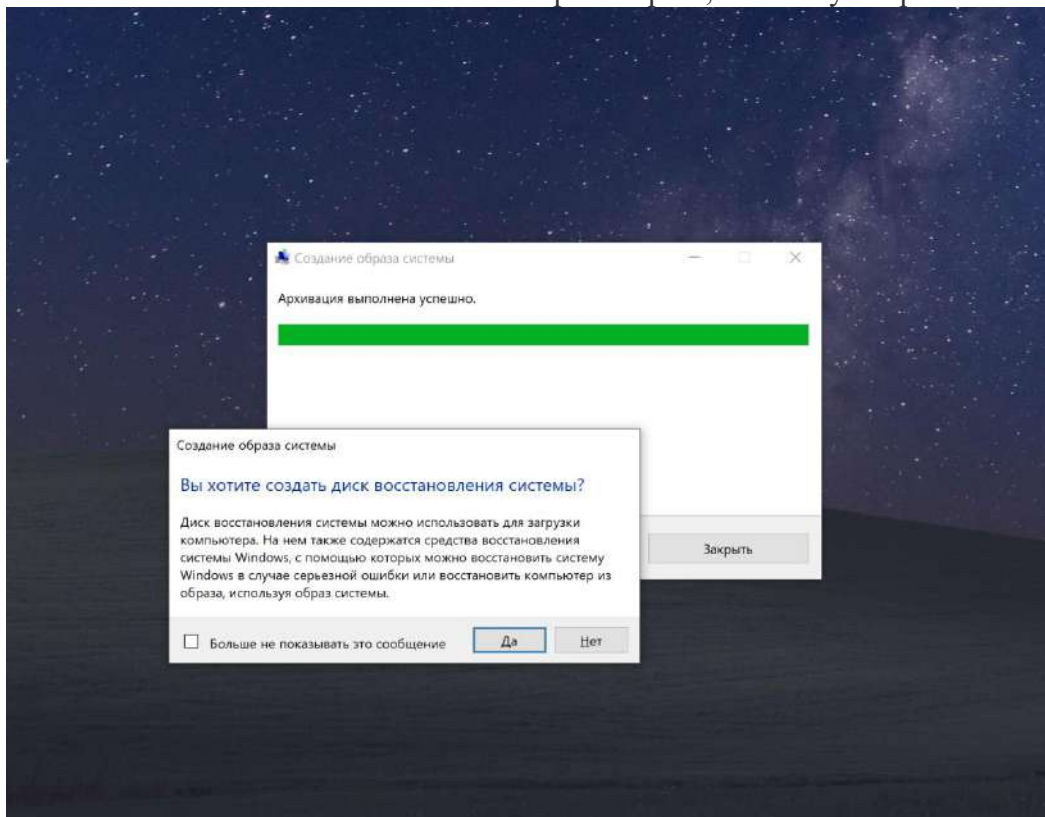 Создание образа системы
Архивация выполнена успешно.
Создание образа системы
Вы хотите создать диск восстановления системы?
Диск восстановления системы можно использовать для загрузки
компьютера. На нем также содержатся средства восстановления
системы Windows, с помощью которых можно восстановить систему
Windows в случае серьезной ошибки или восстановить компьютер из
образа, используя образ системы.
Закрыть
Больше не показывать это сообщение
Да
Нет